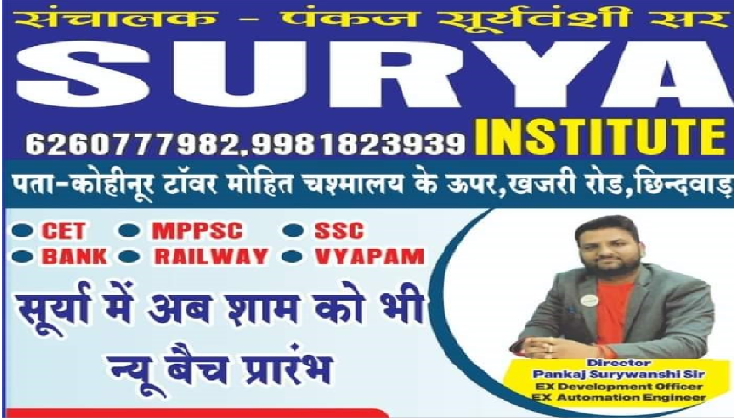 संचालक - पंकज सूर्यवंशी सर
SURYA
6260777982,9981823939 INSTITUTE
पता-कोहीनूर टॉवर मोहित चश्मालय के ऊपर,खजरी रोड,छिन्दवाड़
CET MPPSC SSC
BANK RAILWAY VYAPAM
सूर्या में अब शाम को भी
न्यू बैच प्रारंभ
Director
Pankaj Surywanshi Sir
EX Development Officer
EX Automation Engineer